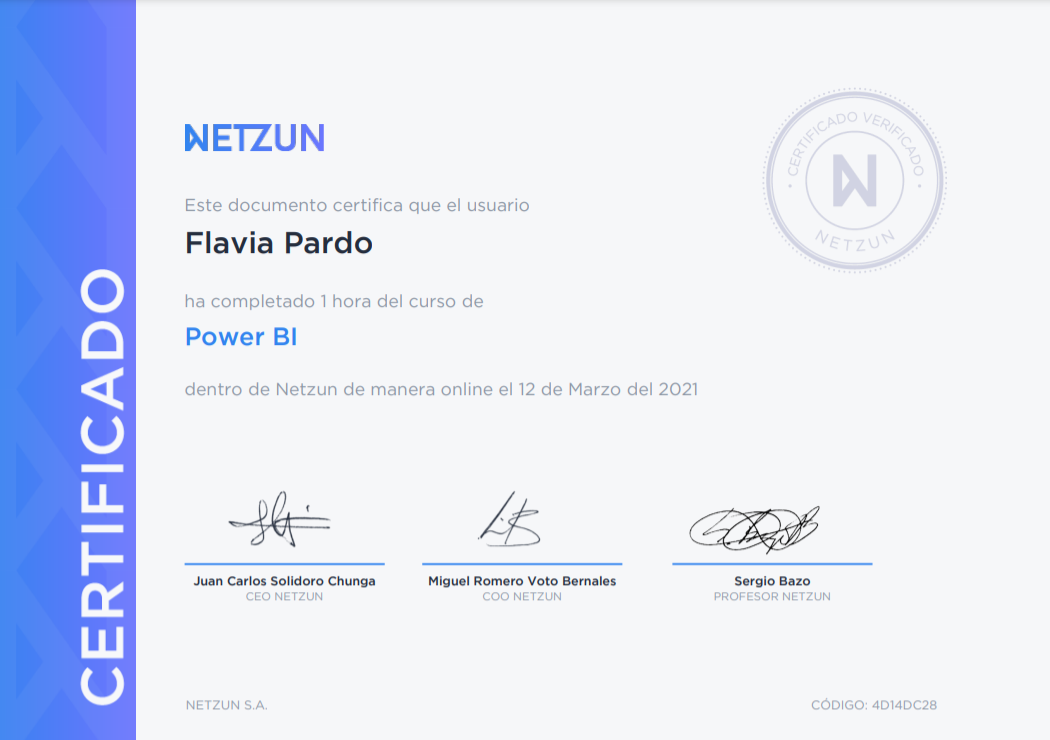 CERTIFICADO
NETZUN
CERTIFICADO VERIFICADO
N
NETZUN
Este documento certifica que el usuario
Flavia Pardo
ha completado 1 hora del curso de
Power BI
dentro de Netzun de manera online el 12 de Marzo del 2021
Juan Carlos Solidoro Chunga
CEO NETZUN
Miguel Romero Voto Bernales
COO NETZUN
Sergio Bazo
PROFESOR NETZUN
NETZUN S.A.
CÓDIGO: 4D14DC28